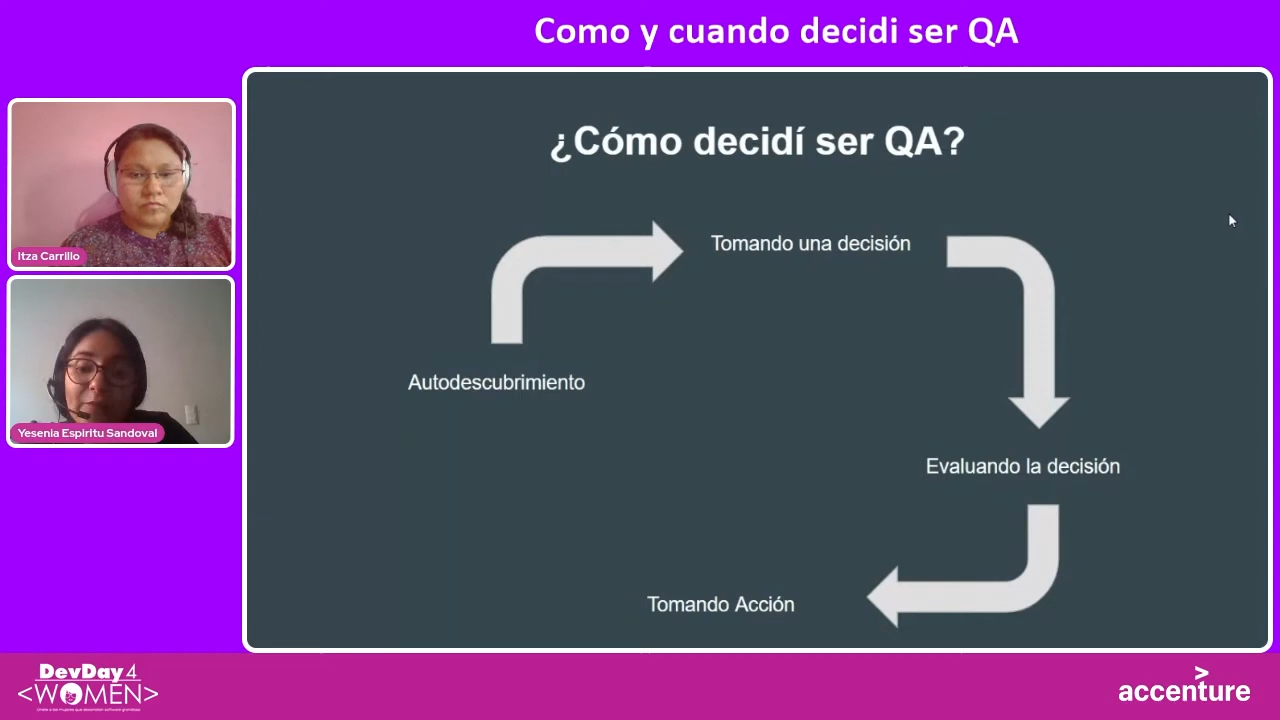 Como y cuando decidi ser QA
¿Cómo decidí ser QA?
Tomando una decisión
Autodescubrimiento
Evaluando la decisión
Tomando Acción
Itza Carrillo
Yesenia Espiritu Sandoval
DevDay4
<WOMEN>
accenture